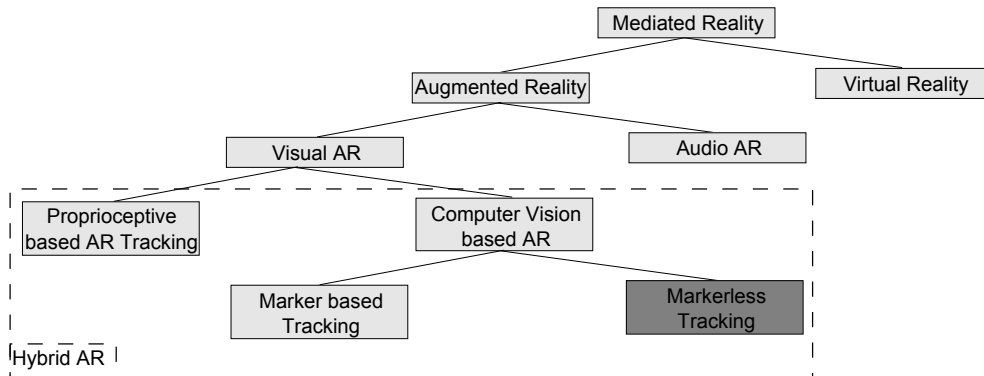 Mediated Reality
Augmented Reality
Virtual Reality
Visual AR
Audio AR
Proprioceptive
based AR Tracking
Computer Vision
based AR
Marker based
Tracking
Markerless
Tracking
Hybrid AR